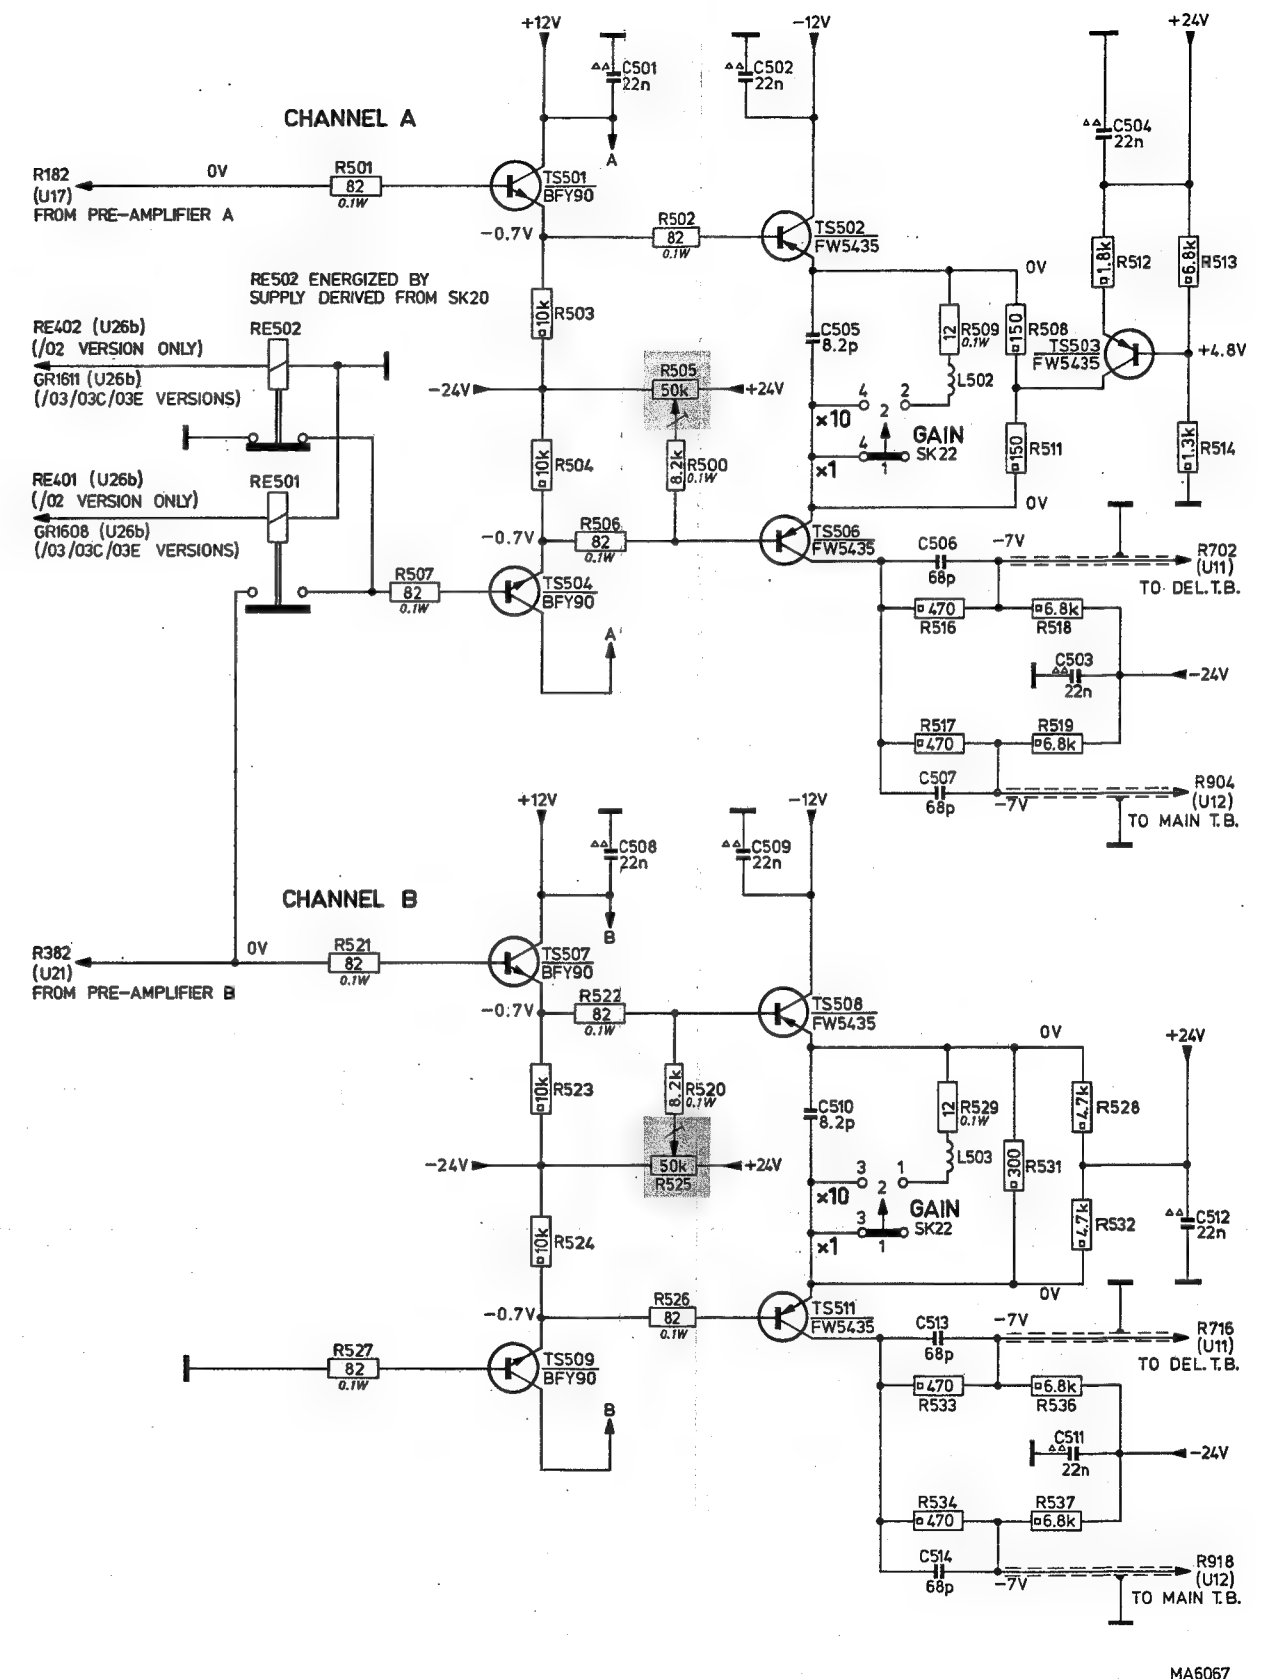 +12V
-12V
+24V
△△ C501
22n
△△ C502
22n
△△ C504
22n
CHANNEL A
A
R182
(U17)
FROM PRE-AMPLIFIER A
0V
R501
82
0.1W
TS501
BFY90
-0.7V
R502
82
0.1W
TS502
FW5435
0V
1.8k
R512
6.8k
R513
RE502 ENERGIZED BY
SUPPLY DERIVED FROM SK20
RE402 (U26b)
(/02 VERSION ONLY)
GR1611 (U26b)
(/03/03C/03E VERSIONS)
RE502
10k
R503
C505
8.2p
12
R509
0.1W
150
R508
TS503
FW5435
+4.8V
-24V
R505
50k
+24V
L502
4
2
x10
2
GAIN
SK22
4
1
x1
150
R511
1.3k
R514
10k
R504
8.2k
R500
0.1W
RE401 (U26b)
(/02 VERSION ONLY)
GR1608 (U26b)
(/03/03C/03E VERSIONS)
RE501
0V
-0.7V
R506
82
0.1W
TS506
FW5435
R507
82
0.1W
TS504
BFY90
A
C506
68p
-7V
R702
(U11)
TO DEL.T.B.
470
R516
6.8k
R518
△△ C503
22n
-24V
R517
470
R519
6.8k
C507
68p
-7V
R904
(U12)
TO MAIN T.B.
+12V
-12V
△△ C508
22n
△△ C509
22n
CHANNEL B
B
R382
(U21)
FROM PRE-AMPLIFIER B
0V
R521
82
0.1W
TS507
BFY90
-0.7V
R522
82
0.1W
TS508
FW5435
0V
+24V
10k
R523
8.2k
R520
0.1W
C510
8.2p
12
R529
0.1W
4.7k
R528
-24V
50k
R525
+24V
L503
300
R531
3
1
x10
2
GAIN
SK22
3
1
x1
4.7k
R532
△△ C512
22n
10k
R524
0V
-0.7V
R526
82
0.1W
TS511
FW5435
R527
82
0.1W
TS509
BFY90
B
C513
68p
-7V
R716
(U11)
TO DEL.T.B.
470
R533
6.8k
R536
△△ C511
22n
-24V
R534
470
R537
6.8k
C514
68p
-7V
R918
(U12)
TO MAIN T.B.
MA6067